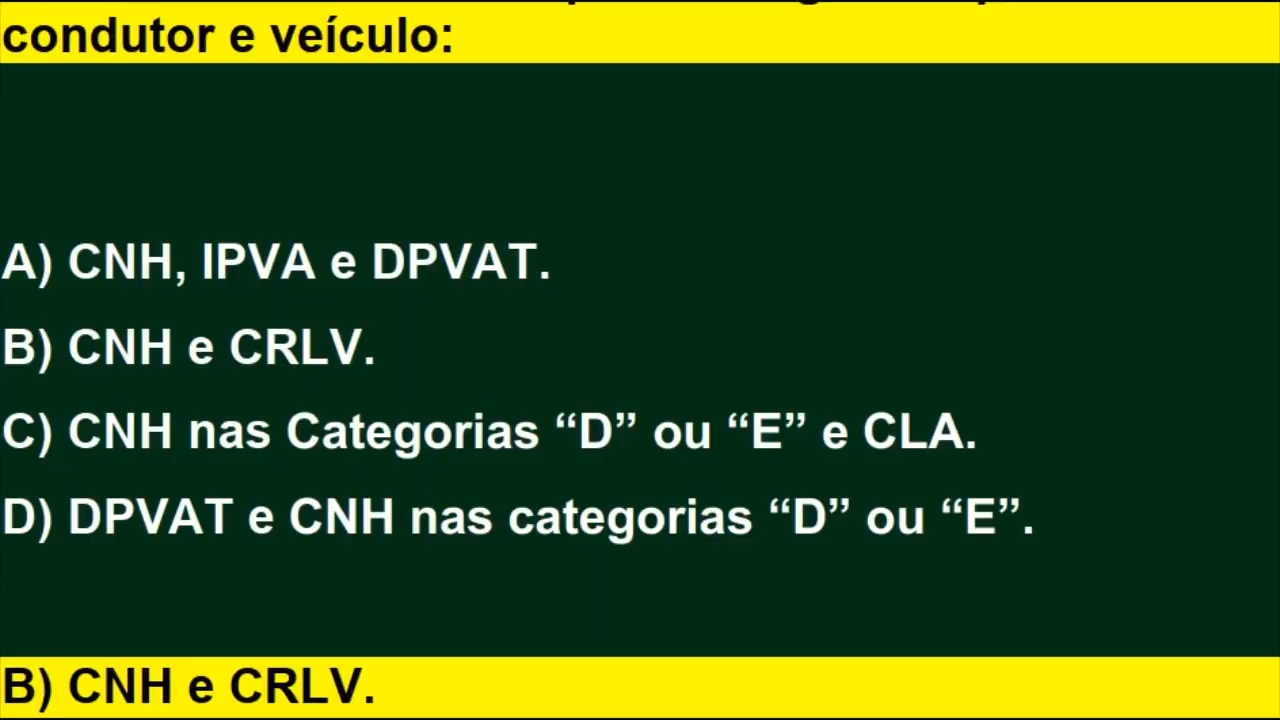 condutor e veículo:
A) CNH, IPVA e DPVAT.
B) CNH e CRLV.
C) CNH nas Categorias “D” ou “E” e CLA.
D) DPVAT e CNH nas categorias “D” ou “E”.
B) CNH e CRLV.